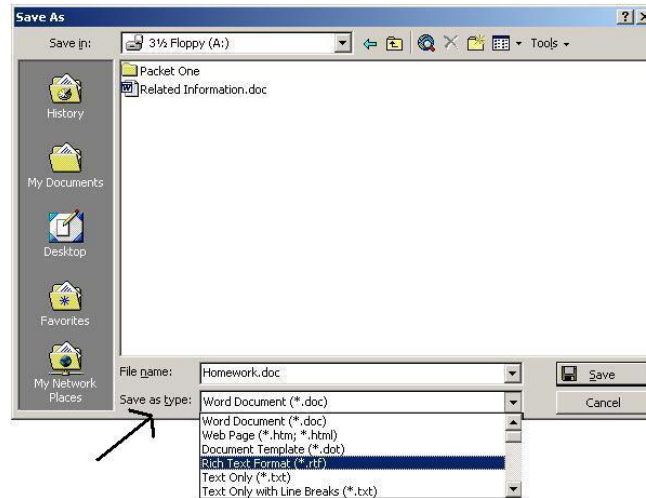 Save As
Save in:
3½ Floppy (A:)
Tools
History
My Documents
Desktop
Favorites
My Network
Places
Packet One
Related Information.doc
File name:
Homework.doc
Save
Save as type:
Word Document (*.doc)
Cancel
Word Document (*.doc)
Web Page (*.htm; *.html)
Document Template (*.dot)
Rich Text Format (*.rtf)
Text Only (*.txt)
Text Only with Line Breaks (*.txt)